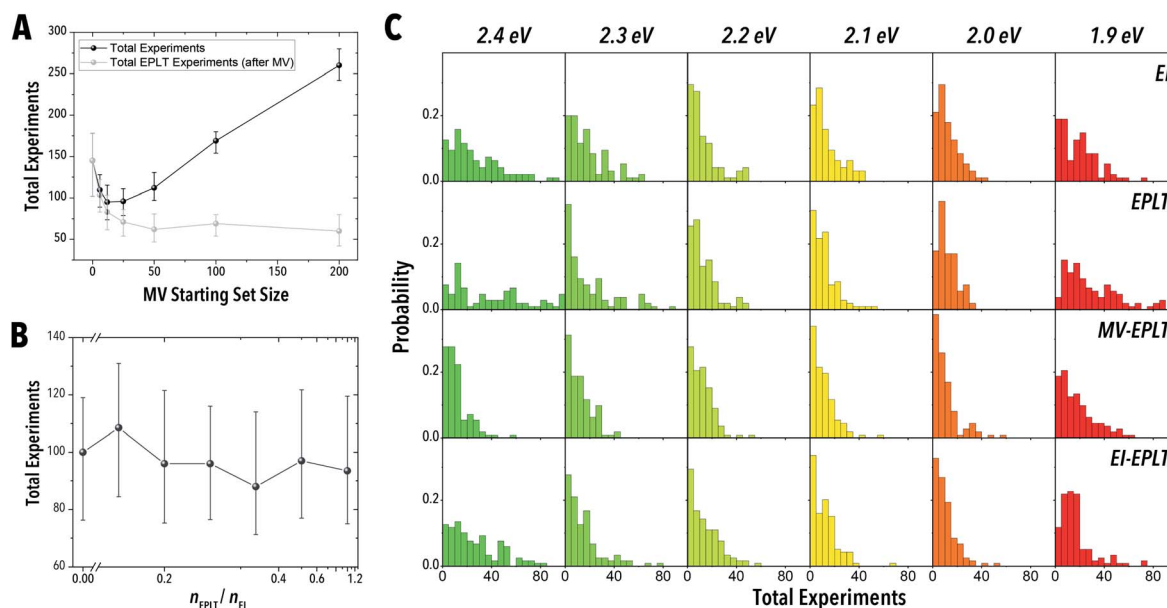 A
Total Experiments
300
250
200
150
100
50
Total Experiments
Total EPLT Experiments (after MV)
0
50
100
150
200
MV Starting Set Size
B
Total Experiments
140
120
100
80
60
0.00
0.2
0.4
0.6
1.2
n_EPLT / n_EI
C
2.4 eV 2.3 eV 2.2 eV 2.1 eV 2.0 eV 1.9 eV
Probability
0.2
0.0
0.2
0.0
EPLT
0.2
0.0
MV-EPLT
0.2
0.0
EI-EPLT
0 40 80 0 40 80 0 40 80 0 40 80 0 40 80 0 40 80
Total Experiments